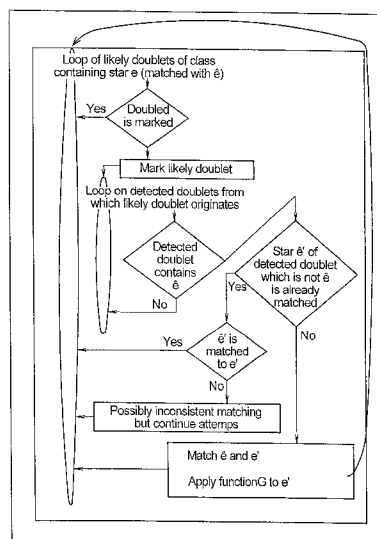 Loop of likely doublets of class
containing star e (matched with ê)
Yes
Doubled
is marked
Mark likely doublet
Loop on detected doublets from
which likely doublet originates
Detected
doublet
contains
ê
No
Star ê' of
detected doublet
which is not ê
is already
matched
Yes
No
ê' is
matched
to e'
Yes
No
Possibly inconsistent matching
but continue attemps
Match ê and e'
Apply functionG to e'